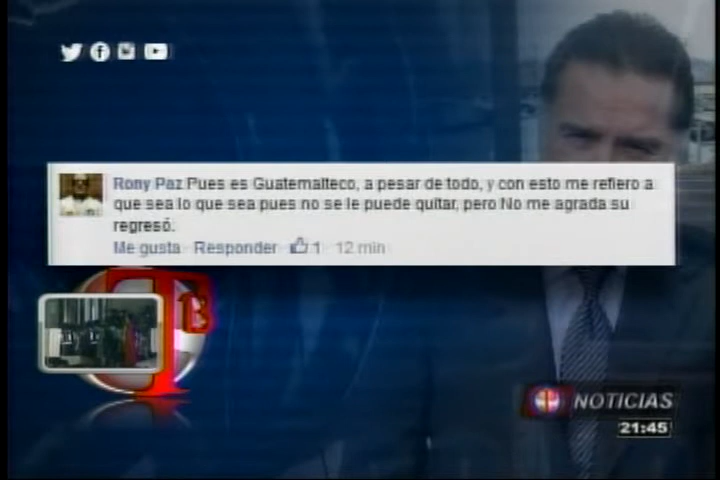 Rony Paz Pues es Guatemalteco, a pesar de todo, y con esto me refiero a
que sea lo que sea pues no se le puede quitar, pero No me agrada su
regresó.
Me gusta Responder 1 12 min
T13
NOTICIAS
21:45